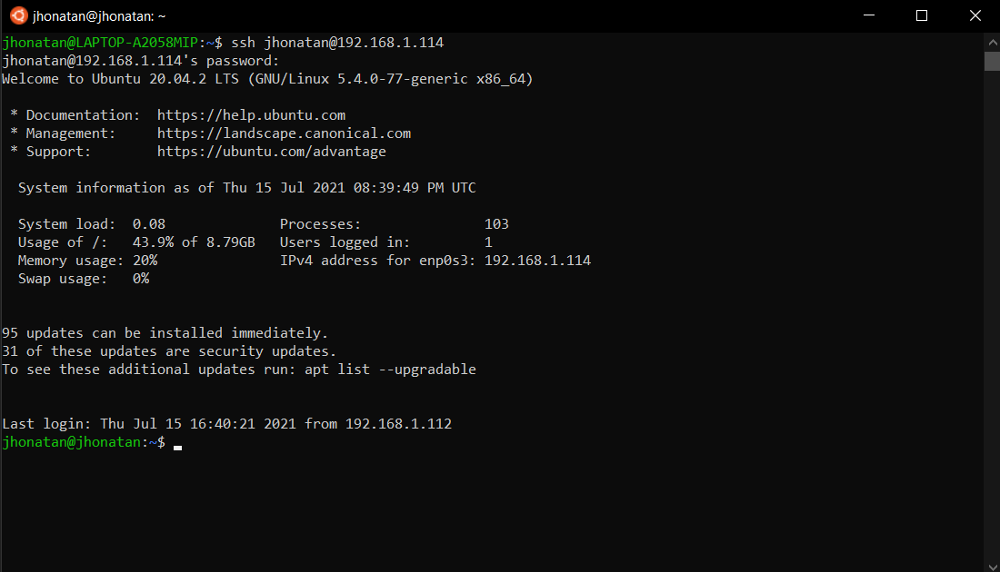 jhonatan@jhonatan: ~
jhonatan@LAPTOP-A2058MIP:~$ ssh jhonatan@192.168.1.114
jhonatan@192.168.1.114's password:
Welcome to Ubuntu 20.04.2 LTS (GNU/Linux 5.4.0-77-generic x86_64)
* Documentation:  https://help.ubuntu.com
* Management:     https://landscape.canonical.com
* Support:        https://ubuntu.com/advantage
System information as of Thu 15 Jul 2021 08:39:49 PM UTC
System load:  0.08              Processes:               103
Usage of /:   43.9% of 8.79GB   Users logged in:         1
Memory usage: 20%               IPv4 address for enp0s3: 192.168.1.114
Swap usage:   0%
95 updates can be installed immediately.
31 of these updates are security updates.
To see these additional updates run: apt list --upgradable
Last login: Thu Jul 15 16:40:21 2021 from 192.168.1.112
jhonatan@jhonatan:~$